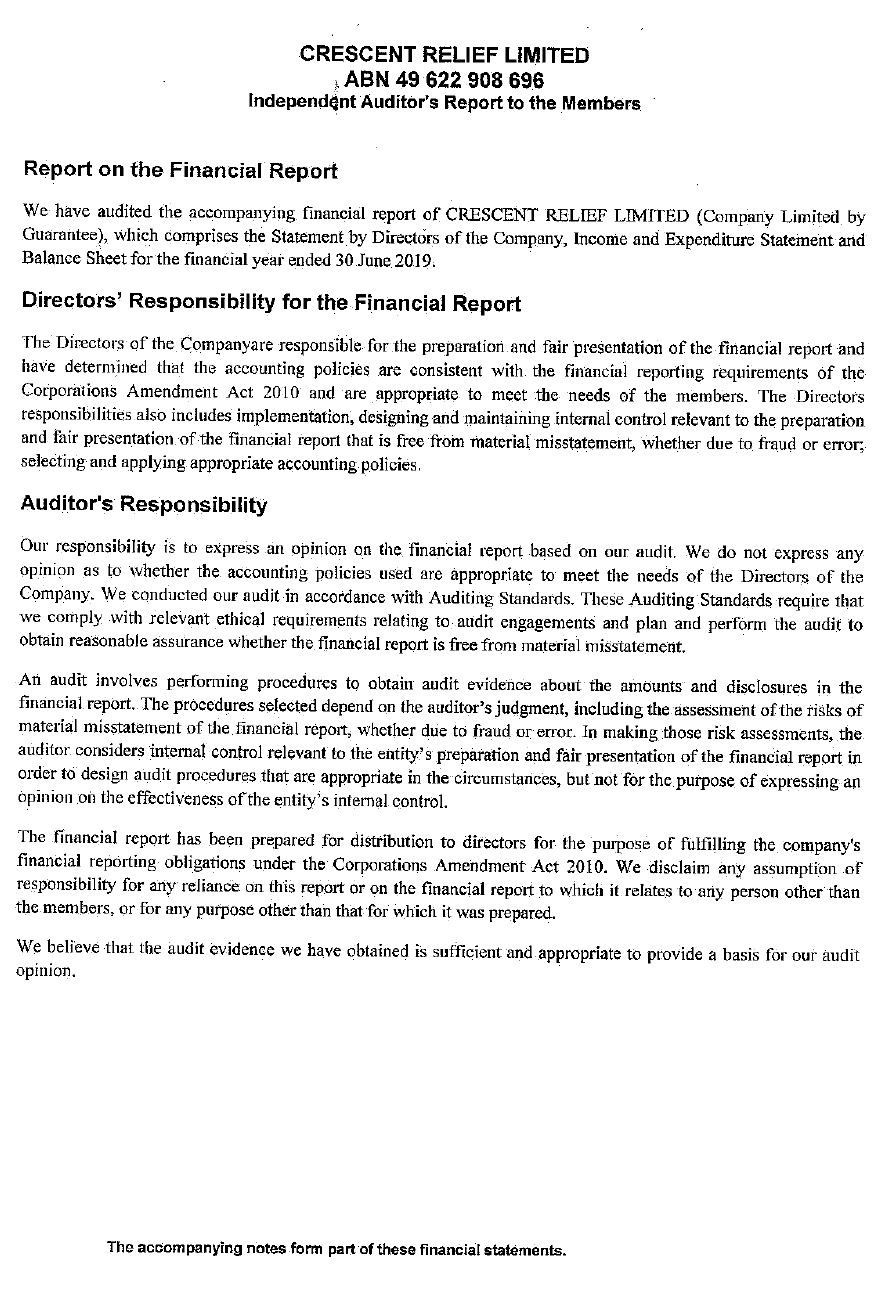 CRESCENT RELIEF LIMITED
ABN 49 622 908 696
Independent Auditor's Report to the Members
Report on the Financial Report
We have audited the accompanying financial report of CRESCENT RELIEF LIMITED (Company Limited by
Guarantee), which comprises the Statement by Directors of the Company, Income and Expenditure Statement and
Balance Sheet for the financial year ended 30 June 2019.
Directors' Responsibility for the Financial Report
The Directors of the Companyare responsible for the preparation and fair presentation of the financial report and
have determined that the accounting policies are consistent with the financial reporting requirements of the
Corporations Amendment Act 2010 and are appropriate to meet the needs of the members. The Directors
responsibilities also includes implementation, designing and maintaining internal control relevant to the preparation
and fair presentation of the financial report that is free from material misstatement, whether due to fraud or error;
selecting and applying appropriate accounting policies.
Auditor's Responsibility
Our responsibility is to express an opinion on the financial report based on our audit. We do not express any
opinion as to whether the accounting policies used are appropriate to meet the needs of the Directors of the
Company. We conducted our audit in accordance with Auditing Standards. These Auditing Standards require that
we comply with relevant ethical requirements relating to audit engagements and plan and perform the audit to
obtain reasonable assurance whether the financial report is free from material misstatement.
An audit involves performing procedures to obtain audit evidence about the amounts and disclosures in the
financial report. The procedures selected depend on the auditor's judgment, including the assessment of the risks of
material misstatement of the financial report, whether due to fraud or error. In making those risk assessments, the
auditor considers internal control relevant to the entity's preparation and fair presentation of the financial report in
order to design audit procedures that are appropriate in the circumstances, but not for the purpose of expressing an
opinion on the effectiveness of the entity's internal control.
The financial report has been prepared for distribution to directors for the purpose of fulfilling the company's
financial reporting obligations under the Corporations Amendment Act 2010. We disclaim any assumption of
responsibility for any reliance on this report or on the financial report to which it relates to any person other than
the members, or for any purpose other than that for which it was prepared.
We believe that the audit evidence we have obtained is sufficient and appropriate to provide a basis for our audit
opinion.
The accompanying notes form part of these financial statements.